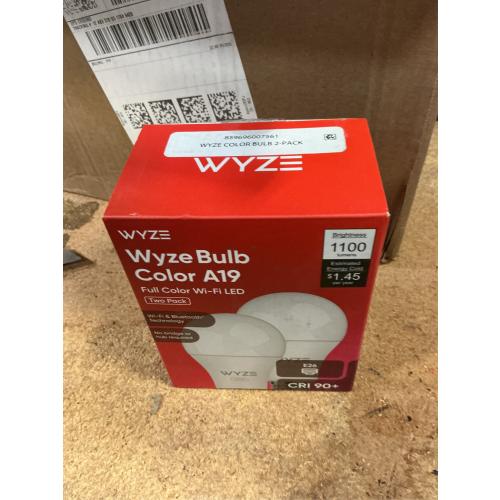 859696007561
WYZE COLOR BULB 2-PACK
WYZE
WYZE
Wyze Bulb
Color A19
Full Color Wi-Fi LED
Two Pack
Wi-Fi & Bluetooth
Technology
No bridge or
hub required
Brightness
1100
lumens
Estimated
Energy Cost
$1.45
per year
WYZE
E26
CRI 90+